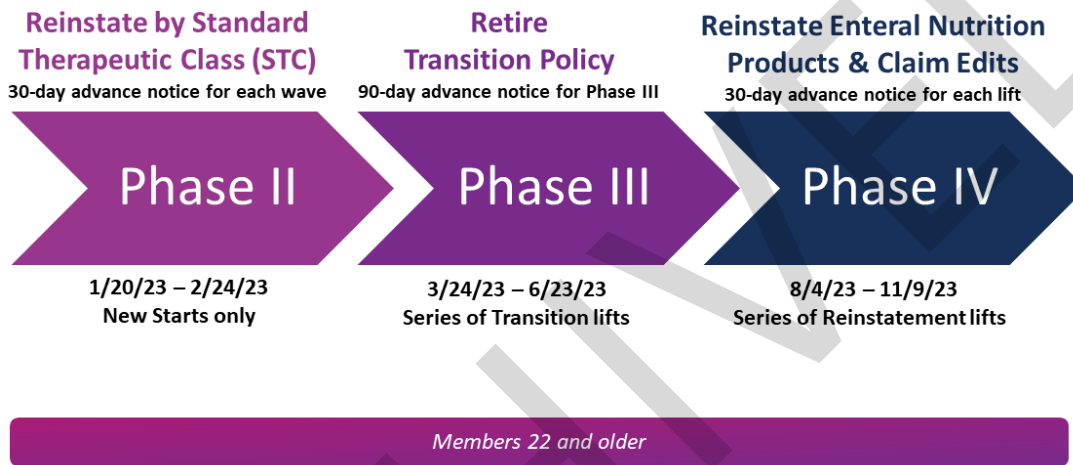 Reinstate by Standard
Therapeutic Class (STC)
30-day advance notice for each wave
Phase II
1/20/23 – 2/24/23
New Starts only
Retire
Transition Policy
90-day advance notice for Phase III
Phase III
3/24/23 – 6/23/23
Series of Transition lifts
Reinstate Enteral Nutrition
Products & Claim Edits
30-day advance notice for each lift
Phase IV
8/4/23 – 11/9/23
Series of Reinstatement lifts
Members 22 and older